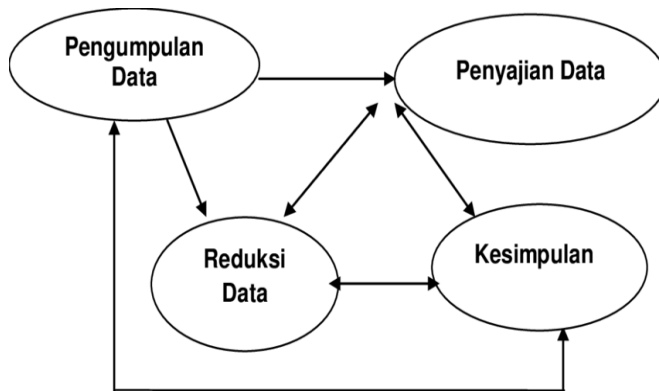 Pengumpulan
Data
Penyajian Data
Reduksi
Data
Kesimpulan